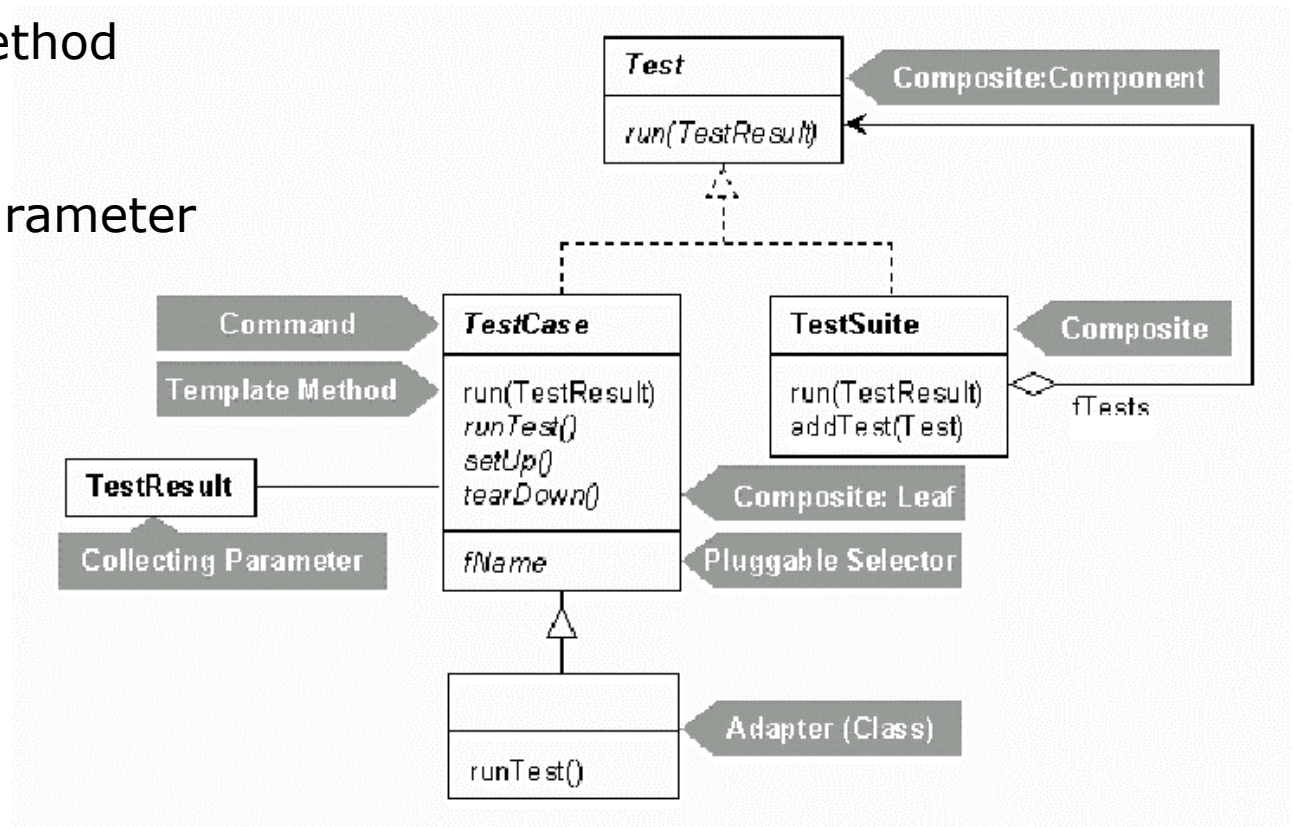 ethod
rameter
Test
Composite:Component
run(TestResult)
Command
TestCase
TestSuite
Composite
Template Method
run(TestResult)
runTest()
setUp()
tearDown()
run(TestResult)
addTest(Test)
fTests
TestResult
Composite: Leaf
Collecting Parameter
fName
Pluggable Selector
Adapter (Class)
runTest()